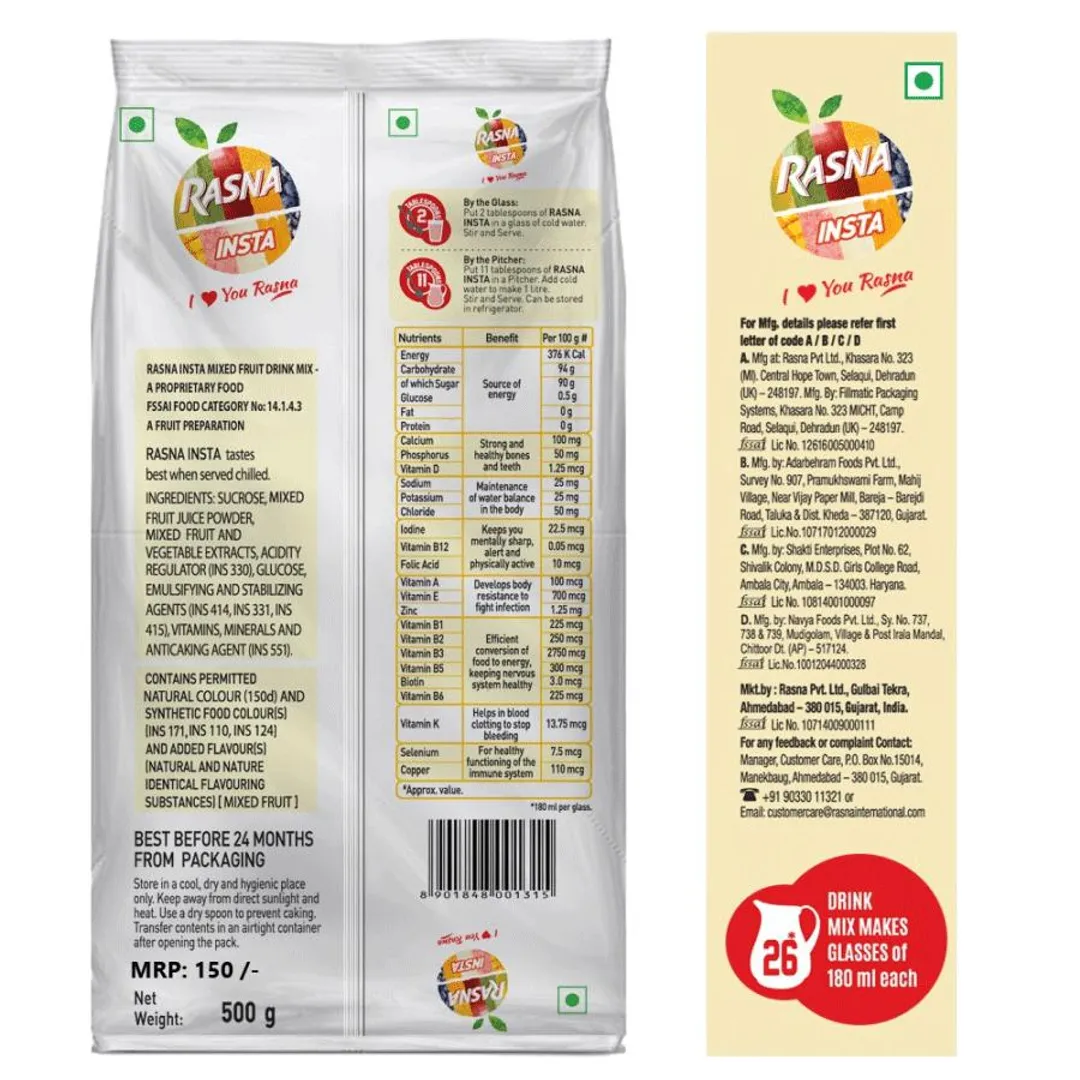 RASNA
INSTA
I ♥ You Rasna
RASNA INSTA MIXED FRUIT DRINK MIX -
A PROPRIETARY FOOD
FSSAI FOOD CATEGORY No: 14.1.4.3
A FRUIT PREPARATION
RASNA INSTA tastes
best when served chilled.
INGREDIENTS: SUCROSE, MIXED
FRUIT JUICE POWDER,
MIXED FRUIT AND
VEGETABLE EXTRACTS, ACIDITY
REGULATOR (INS 330), GLUCOSE,
EMULSIFYING AND STABILIZING
AGENTS (INS 414, INS 331, INS
415), VITAMINS, MINERALS AND
ANTICAKING AGENT (INS 551).
CONTAINS PERMITTED
NATURAL COLOUR (150d) AND
SYNTHETIC FOOD COLOUR(S)
(INS 171, INS 110, INS 124)
AND ADDED FLAVOUR(S)
(NATURAL AND NATURE
IDENTICAL FLAVOURING
SUBSTANCES) [ MIXED FRUIT ]
BEST BEFORE 24 MONTHS
FROM PACKAGING
Store in a cool, dry and hygienic place
only. Keep away from direct sunlight and
heat. Use a dry spoon to prevent caking.
Transfer contents in an airtight container
after opening the pack.
MRP: 150 /-
Net
Weight: 500 g
RASNA
INSTA
I ♥ You Rasna
TABLESPOONS
2
By the Glass:
Put 2 tablespoons of RASNA
INSTA in a glass of cold water.
Stir and Serve.
TABLESPOONS
11
By the Pitcher:
Put 11 tablespoons of RASNA
INSTA in a Pitcher. Add cold
water to make 1 litre.
Stir and Serve. Can be stored
in refrigerator.
Nutrients Benefit Per 100 g #
Energy 376 K Cal
Carbohydrate 94 g
of which Sugar Source of 90 g
Glucose energy 0.5 g
Fat 0 g
Protein 0 g
Calcium Strong and 100 mg
Phosphorus healthy bones 50 mg
Vitamin D and teeth 1.25 mcg
Sodium Maintenance 25 mg
Potassium of water balance 25 mg
Chloride in the body 50 mg
Iodine Keeps you 22.5 mcg
Vitamin B12 mentally sharp, alert and 0.05 mcg
Folic Acid physically active 10 mcg
Vitamin A Develops body 100 mcg
Vitamin E resistance to 700 mcg
Zinc fight infection 1.25 mg
Vitamin B1 225 mcg
Vitamin B2 Efficient 250 mcg
Vitamin B3 conversion of 2750 mcg
Vitamin B5 food to energy, 300 mcg
Biotin keeping nervous 3.0 mcg
Vitamin B6 system healthy 225 mcg
Vitamin K Helps in blood clotting to stop bleeding 13.75 mcg
Selenium For healthy 7.5 mcg
Copper functioning of the immune system 110 mcg
*Approx. value.
*180 ml per glass.
8 901848 001315
I ♥ You Rasna
INSTA
RASNA
RASNA
INSTA
I ♥ You Rasna
For Mfg. details please refer first
letter of code A / B / C / D
A. Mfg at: Rasna Pvt Ltd., Khasara No. 323
(MI). Central Hope Town, Selaqui, Dehradun
(UK) – 248197. Mfg. By: Fillmatic Packaging
Systems, Khasara No. 323 MICHT, Camp
Road, Selaqui, Dehradun (UK) – 248197.
fssai Lic No. 12616005000410
B. Mfg. by: Adarbehram Foods Pvt. Ltd.,
Survey No. 907, Pramukhswami Farm, Mahij
Village, Near Vijay Paper Mill, Bareja – Barejdi
Road, Taluka & Dist. Kheda – 387120, Gujarat.
fssai Lic.No.10717012000029
C. Mfg. by: Shakti Enterprises, Plot No. 62,
Shivalik Colony, M.D.S.D. Girls College Road,
Ambala City, Ambala – 134003. Haryana.
fssai Lic No. 10814001000097
D. Mfg. by: Navya Foods Pvt. Ltd., Sy. No. 737,
738 & 739, Mudigolam, Village & Post Irala Mandal,
Chittoor Dt. (AP) – 517124.
fssai Lic.No.10012044000328
Mkt.by : Rasna Pvt. Ltd., Gulbai Tekra,
Ahmedabad – 380 015, Gujarat, India.
fssai Lic No. 10714009000111
For any feedback or complaint Contact:
Manager, Customer Care, P.O. Box No.15014,
Manekbaug, Ahmedabad – 380 015, Gujarat.
☎ +91 90330 11321 or
Email: customercare@rasnainternational.com
26*
DRINK
MIX MAKES
GLASSES of
180 ml each